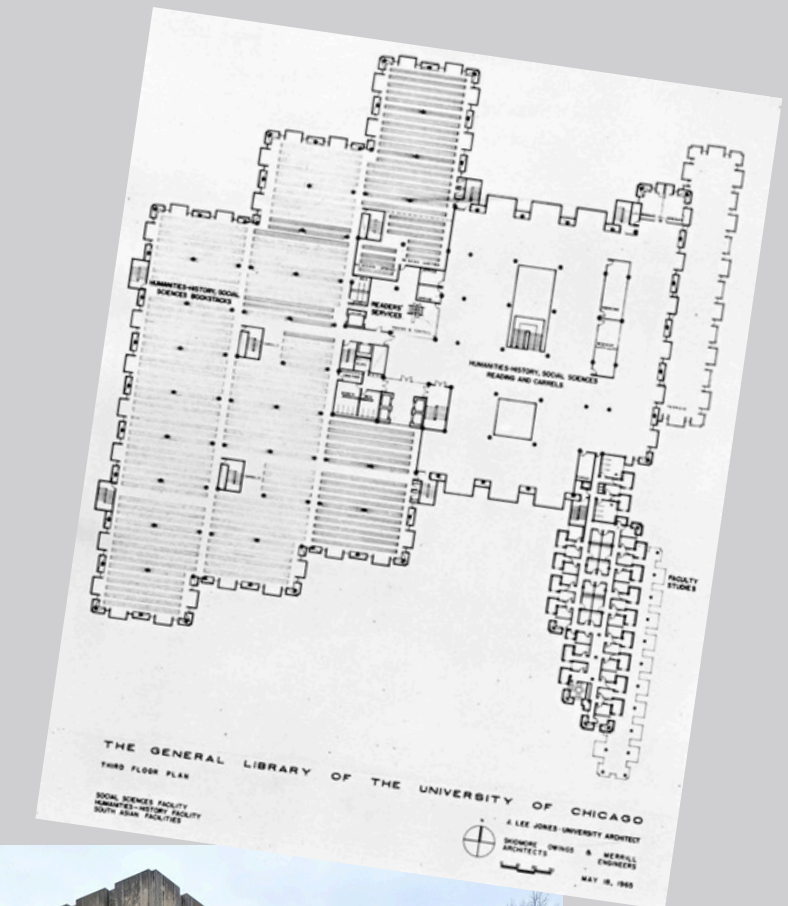 HUMANITIES-HISTORY, SOCIAL
SCIENCES BOOKSTACKS
READERS'
SERVICES
HUMANITIES-HISTORY, SOCIAL SCIENCES
READING AND CARRELS
TERRACE
FACULTY
STUDIES
THE GENERAL LIBRARY OF THE UNIVERSITY OF CHICAGO
THIRD FLOOR PLAN
SOCIAL SCIENCES FACILITY
HUMANITIES-HISTORY FACILITY
SOUTH ASIAN FACILITIES
J. LEE JONES-UNIVERSITY ARCHITECT
SKIDMORE OWINGS & MERRILL
ARCHITECTS ENGINEERS
MAY 18, 1965